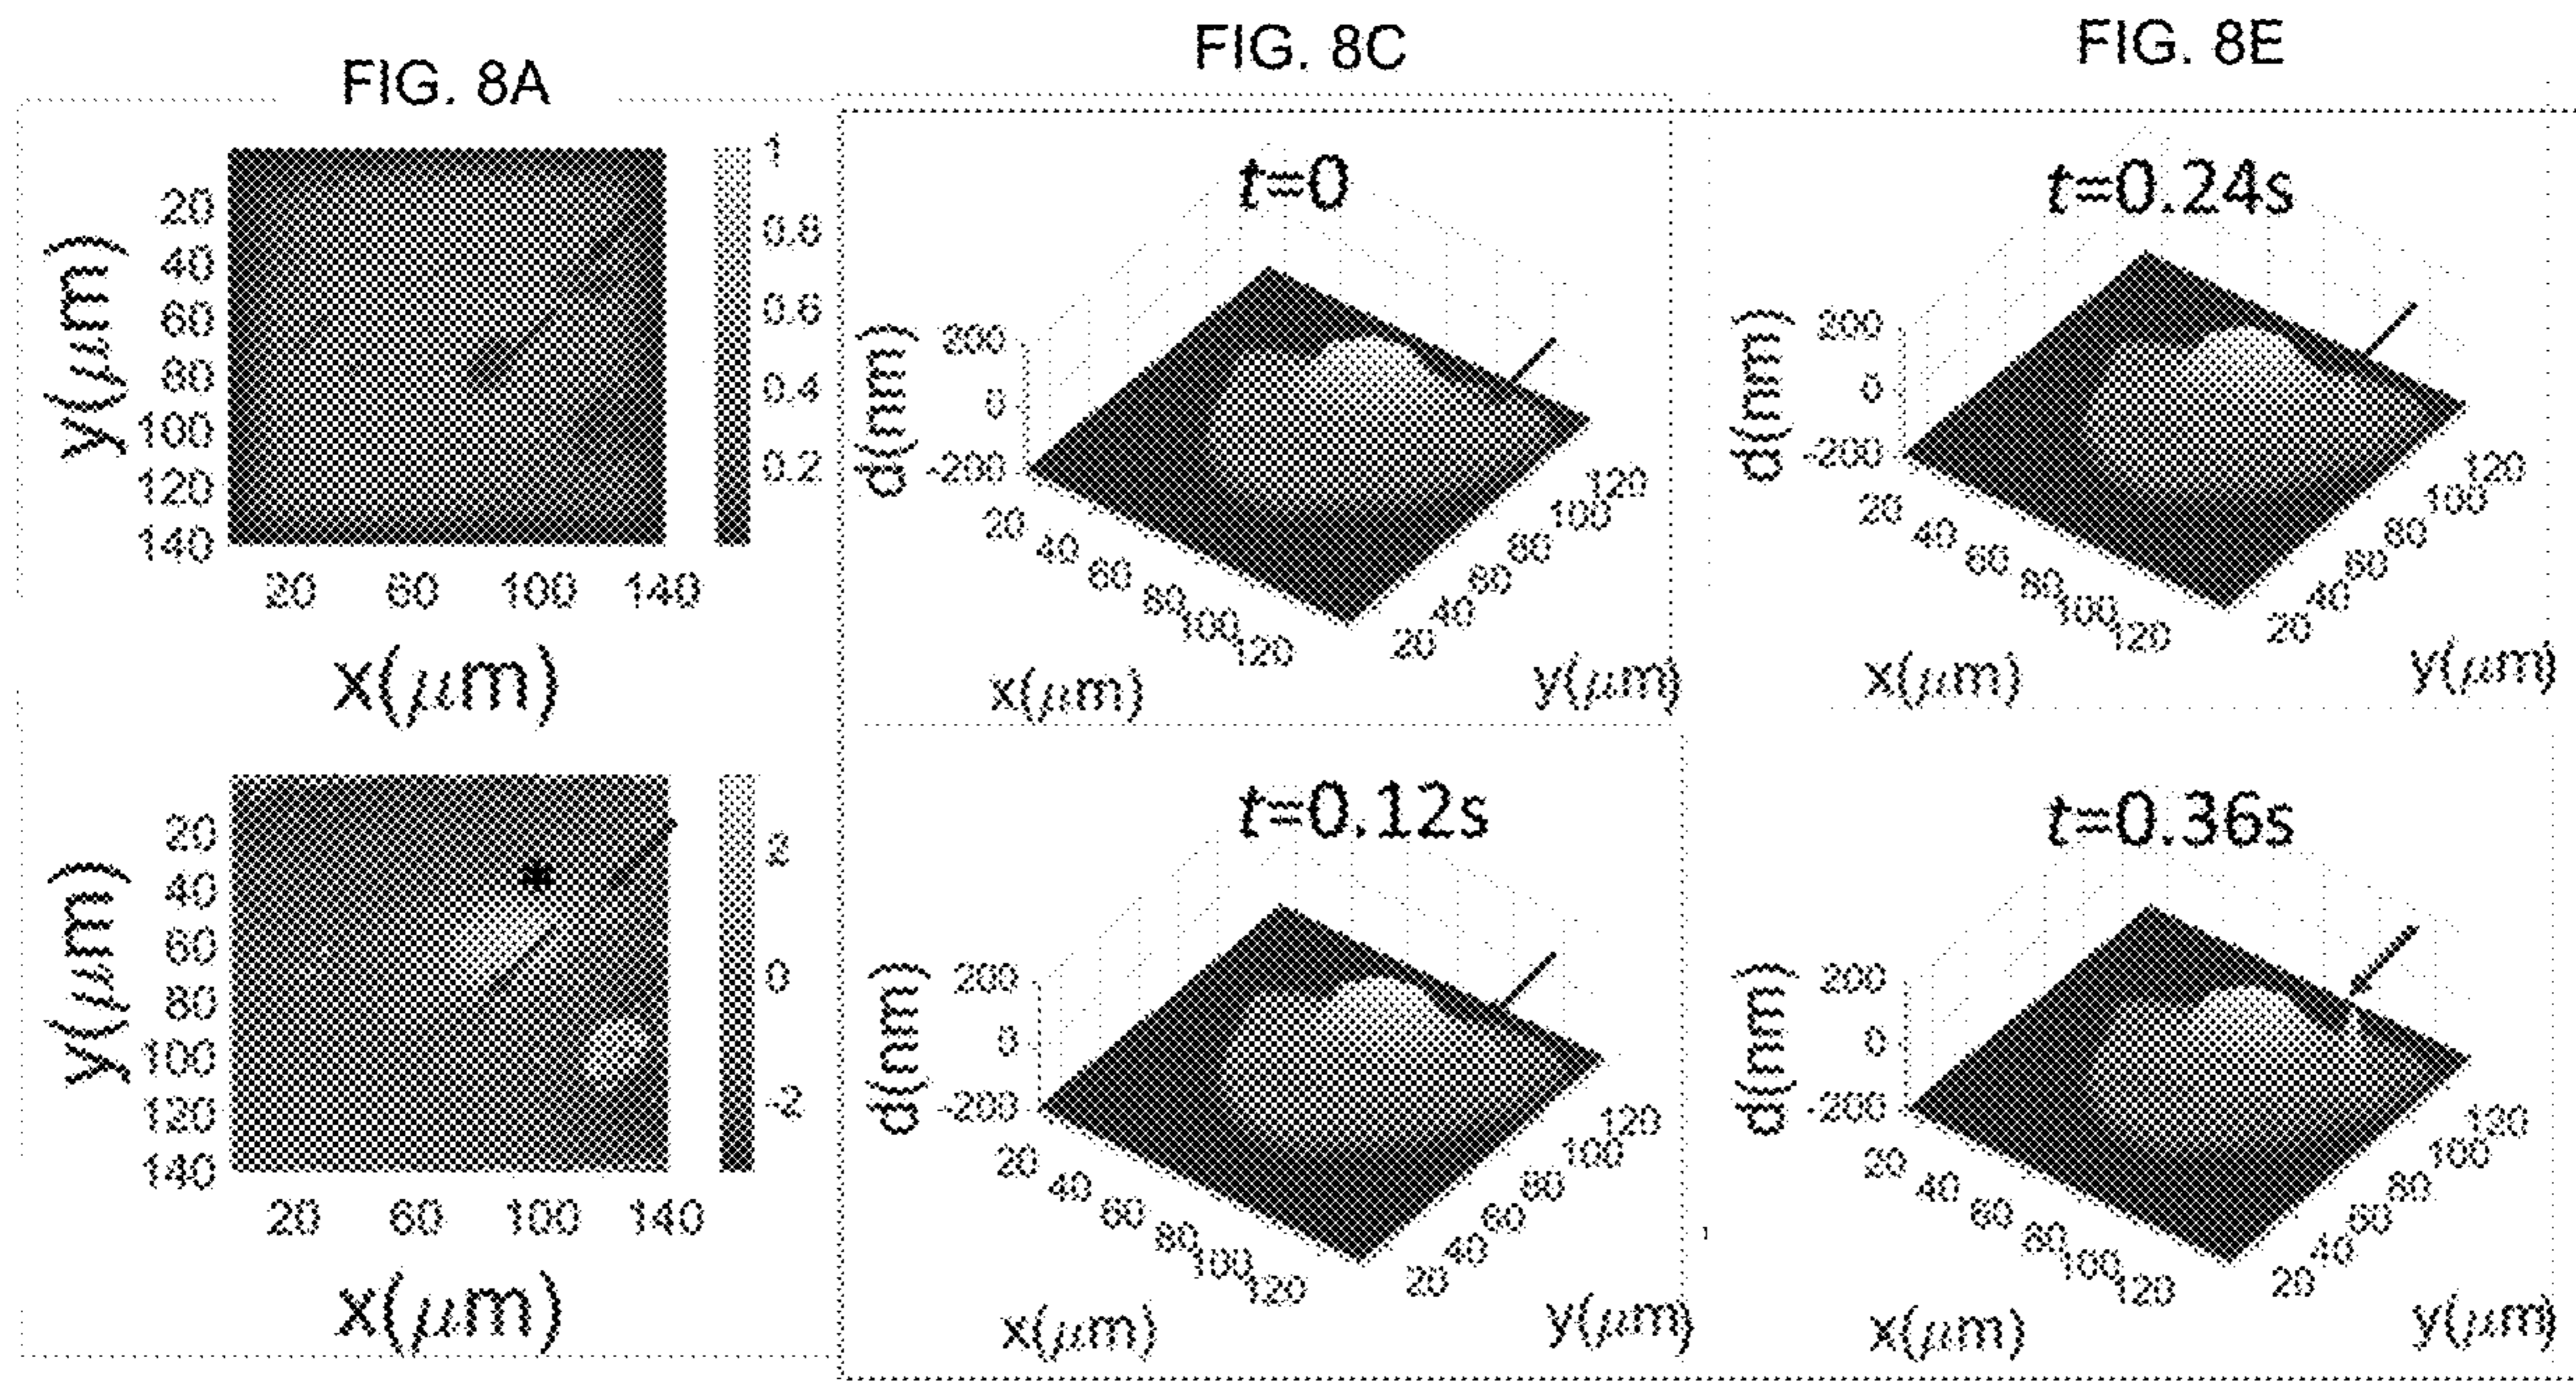 FIG. 8A
1
0.8
0.6
0.4
0.2
20
40
60
80
100
120
140
y(μm)
20 60 100 140
x(μm)
20
40
60
80
100
120
140
y(μm)
2
0
-2
20 60 100 140
x(μm)
FIG. 8C
t=0
d(nm)
200
0
-200
20 40 60 80 100 120
x(μm)
20 40 60 80 100 120
y(μm)
t=0.12s
d(nm)
200
0
-200
20 40 60 80 100 120
x(μm)
20 40 60 80 100 120
y(μm)
FIG. 8E
t=0.24s
d(nm)
200
0
-200
20 40 60 80 100 120
x(μm)
20 40 60 80 100 120
y(μm)
t=0.36s
d(nm)
200
0
-200
20 40 60 80 100 120
x(μm)
20 40 60 80 100 120
y(μm)